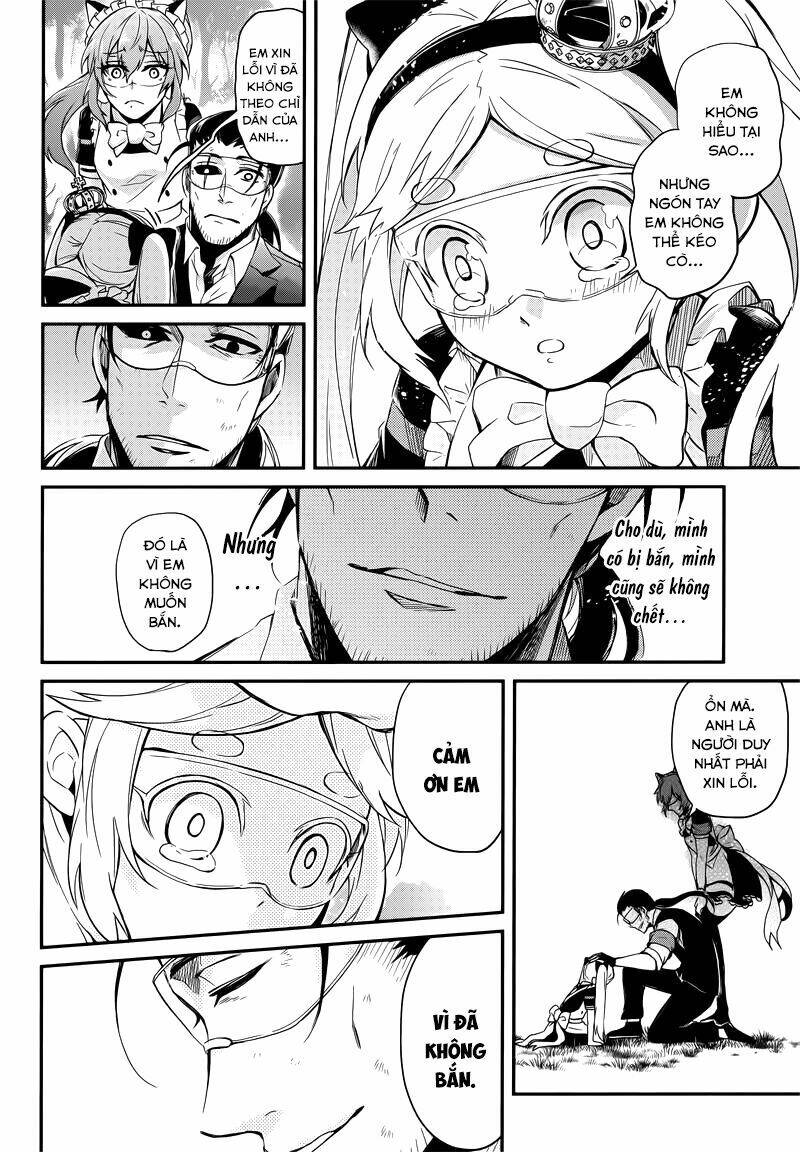 EM
KHÔNG
HIỂU TẠI
SAO...
NHƯNG
NGÓN TAY
EM KHÔNG
THỂ KÉO
CÒ...
EM XIN
LỖI VÌ ĐÃ
KHÔNG
THEO CHỈ
DẪN CỦA
ANH...
Cho dù, mình
có bị bắn, mình
cũng sẽ không
chết...
Nhưng
...
ĐÓ LÀ
VÌ EM
KHÔNG
MUỐN
BẮN.
ỔN MÀ.
ANH LÀ
NGƯỜI DUY
NHẤT PHẢI
XIN LỖI.
CẢM
ƠN EM
VÌ ĐÃ
KHÔNG
BẮN.